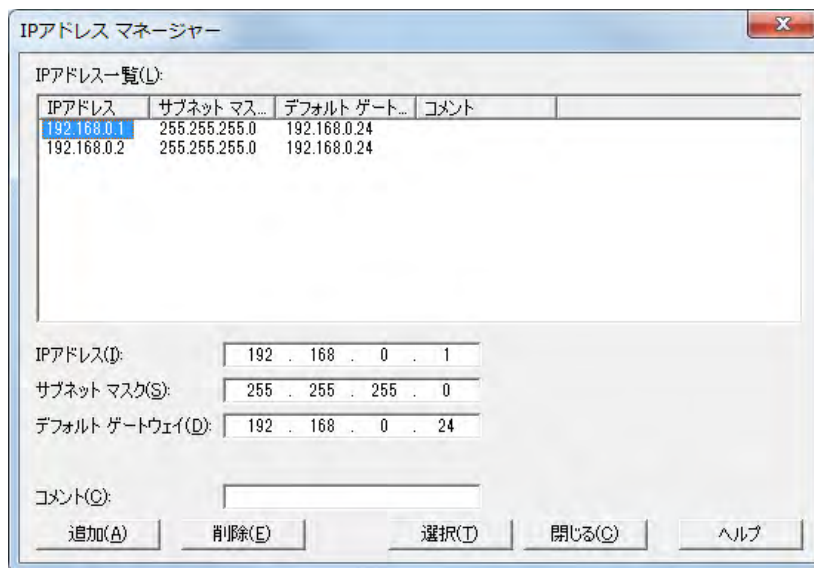 IPアドレス マネージャー
IPアドレス一覧(L):
IPアドレス サブネット マス... デフォルト ゲート... コメント
192.168.0.1 255.255.255.0 192.168.0.24
192.168.0.2 255.255.255.0 192.168.0.24
IPアドレス(I): 192 . 168 . 0 . 1
サブネット マスク(S): 255 . 255 . 255 . 0
デフォルト ゲートウェイ(D): 192 . 168 . 0 . 24
コメント(C):
追加(A) 削除(E) 選択(T) 閉じる(C) ヘルプ